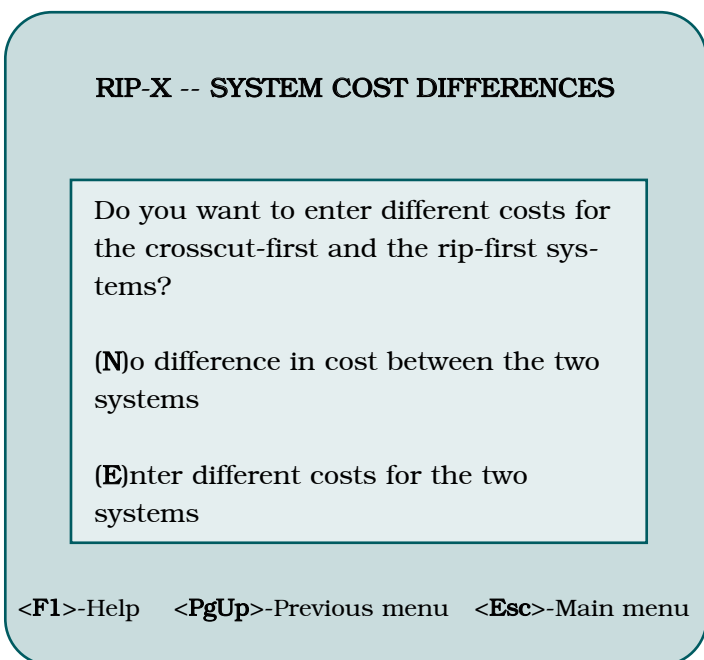 RIP-X -- SYSTEM COST DIFFERENCES
Do you want to enter different costs for
the crosscut-first and the rip-first sys-
tems?
(N)o difference in cost between the two
systems
(E)nter different costs for the two
systems
<F1>-Help <PgUp>-Previous menu <Esc>-Main menu